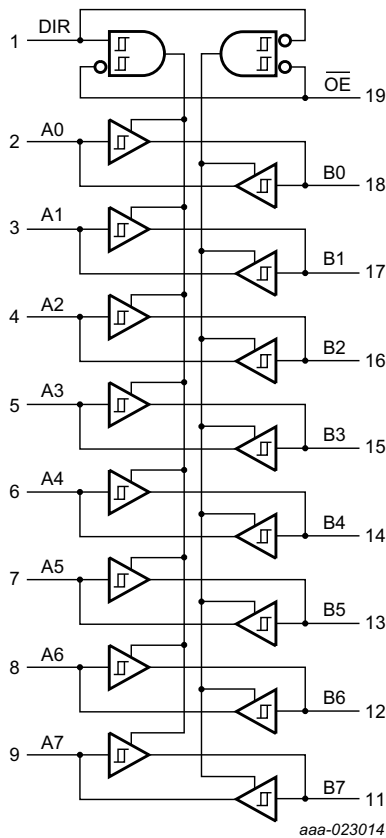 1 DIR
OE 19
2 A0
B0 18
3 A1
B1 17
4 A2
B2 16
5 A3
B3 15
6 A4
B4 14
7 A5
B5 13
8 A6
B6 12
9 A7
B7 11
aaa-023014